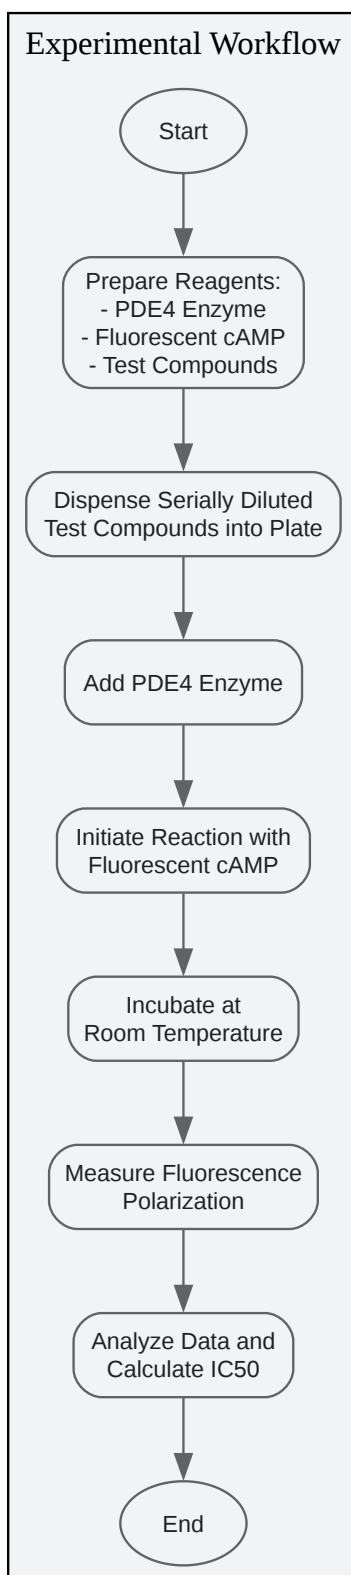 Experimental Workflow
Start
Prepare Reagents:
- PDE4 Enzyme
- Fluorescent cAMP
- Test Compounds
Dispense Serially Diluted
Test Compounds into Plate
Add PDE4 Enzyme
Initiate Reaction with
Fluorescent cAMP
Incubate at
Room Temperature
Measure Fluorescence
Polarization
Analyze Data and
Calculate IC50
End